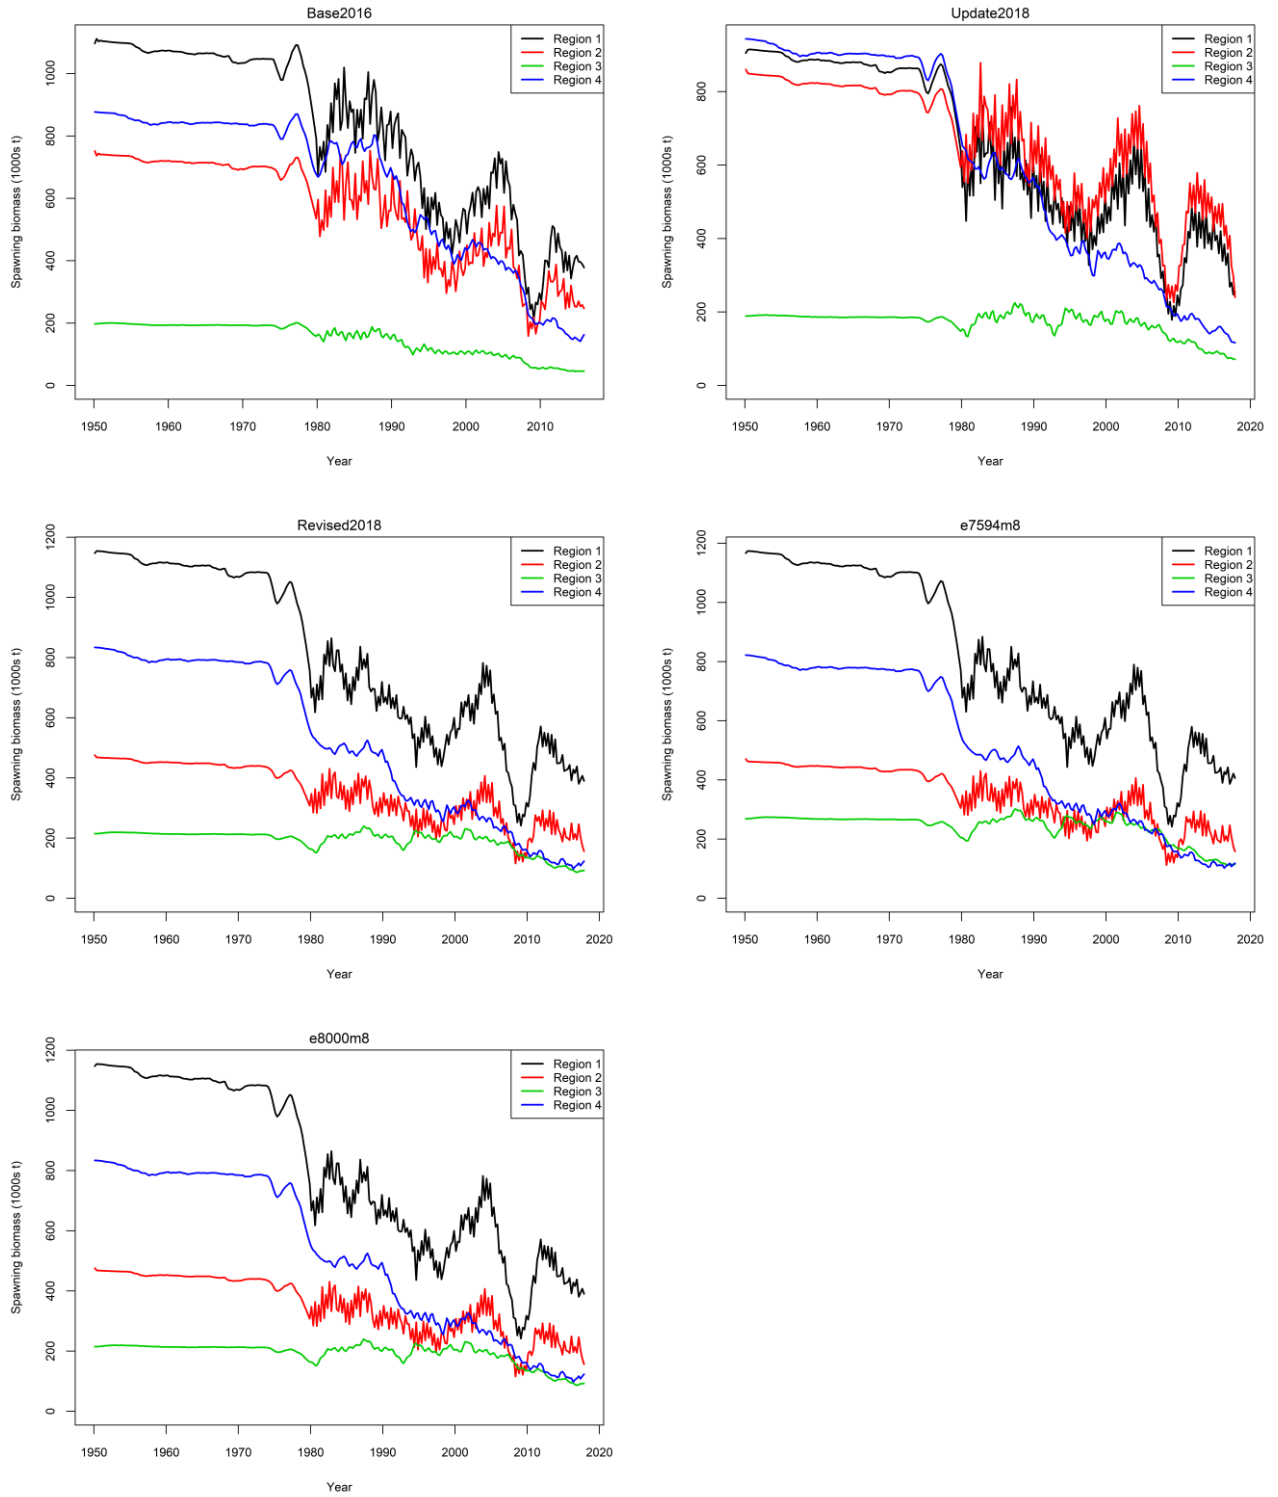 Base2016
Spawning biomass (1000s t)
1000
800
600
400
200
0
Region 1
Region 2
Region 3
Region 4
1950 1960 1970 1980 1990 2000 2010
Year
Update2018
Spawning biomass (1000s t)
800
600
400
200
0
Region 1
Region 2
Region 3
Region 4
1950 1960 1970 1980 1990 2000 2010 2020
Year
Revised2018
Spawning biomass (1000s t)
1200
1000
800
600
400
200
0
Region 1
Region 2
Region 3
Region 4
1950 1960 1970 1980 1990 2000 2010 2020
Year
e7594m8
Spawning biomass (1000s t)
1200
1000
800
600
400
200
0
Region 1
Region 2
Region 3
Region 4
1950 1960 1970 1980 1990 2000 2010 2020
Year
e8000m8
Spawning biomass (1000s t)
1200
1000
800
600
400
200
0
Region 1
Region 2
Region 3
Region 4
1950 1960 1970 1980 1990 2000 2010 2020
Year